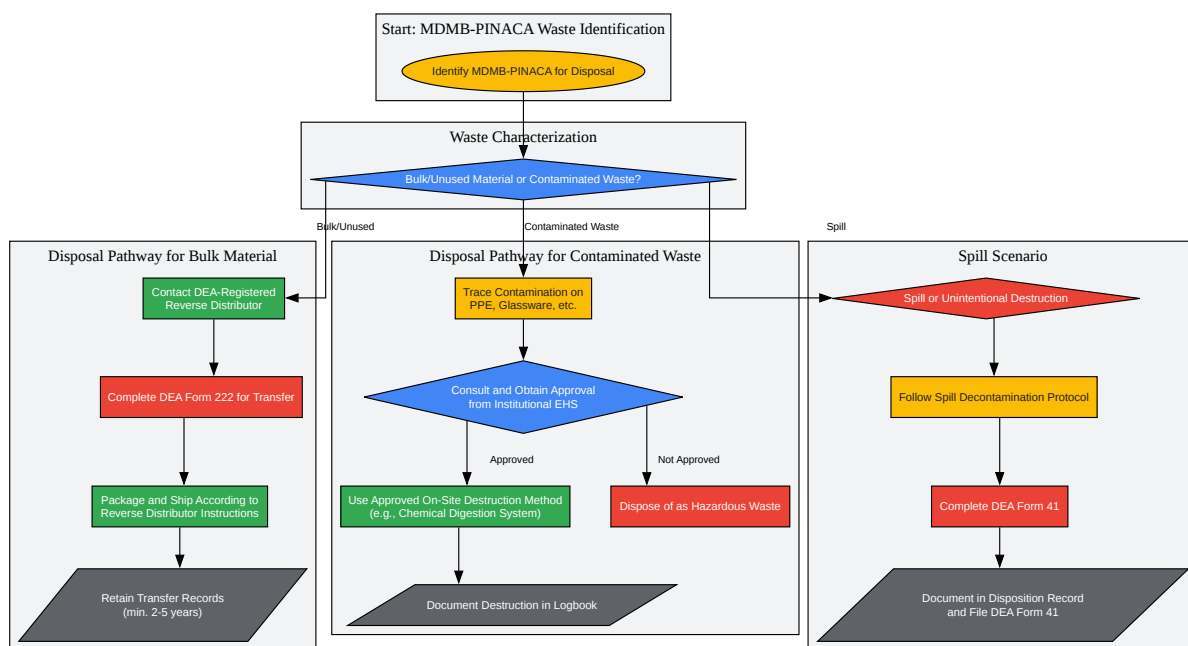 Start: MDMB-PINACA Waste Identification
Identify MDMB-PINACA for Disposal
Waste Characterization
Bulk/Unused Material or Contaminated Waste?
Bulk/Unused
Contaminated Waste
Spill
Disposal Pathway for Bulk Material
Contact DEA-Registered
Reverse Distributor
Complete DEA Form 222 for Transfer
Package and Ship According to
Reverse Distributor Instructions
Retain Transfer Records
(min. 2-5 years)
Disposal Pathway for Contaminated Waste
Trace Contamination on
PPE, Glassware, etc.
Consult and Obtain Approval
from Institutional EHS
Approved
Not Approved
Use Approved On-Site Destruction Method
(e.g., Chemical Digestion System)
Dispose of as Hazardous Waste
Document Destruction in Logbook
Spill Scenario
Spill or Unintentional Destruction
Follow Spill Decontamination Protocol
Complete DEA Form 41
Document in Disposition Record
and File DEA Form 41